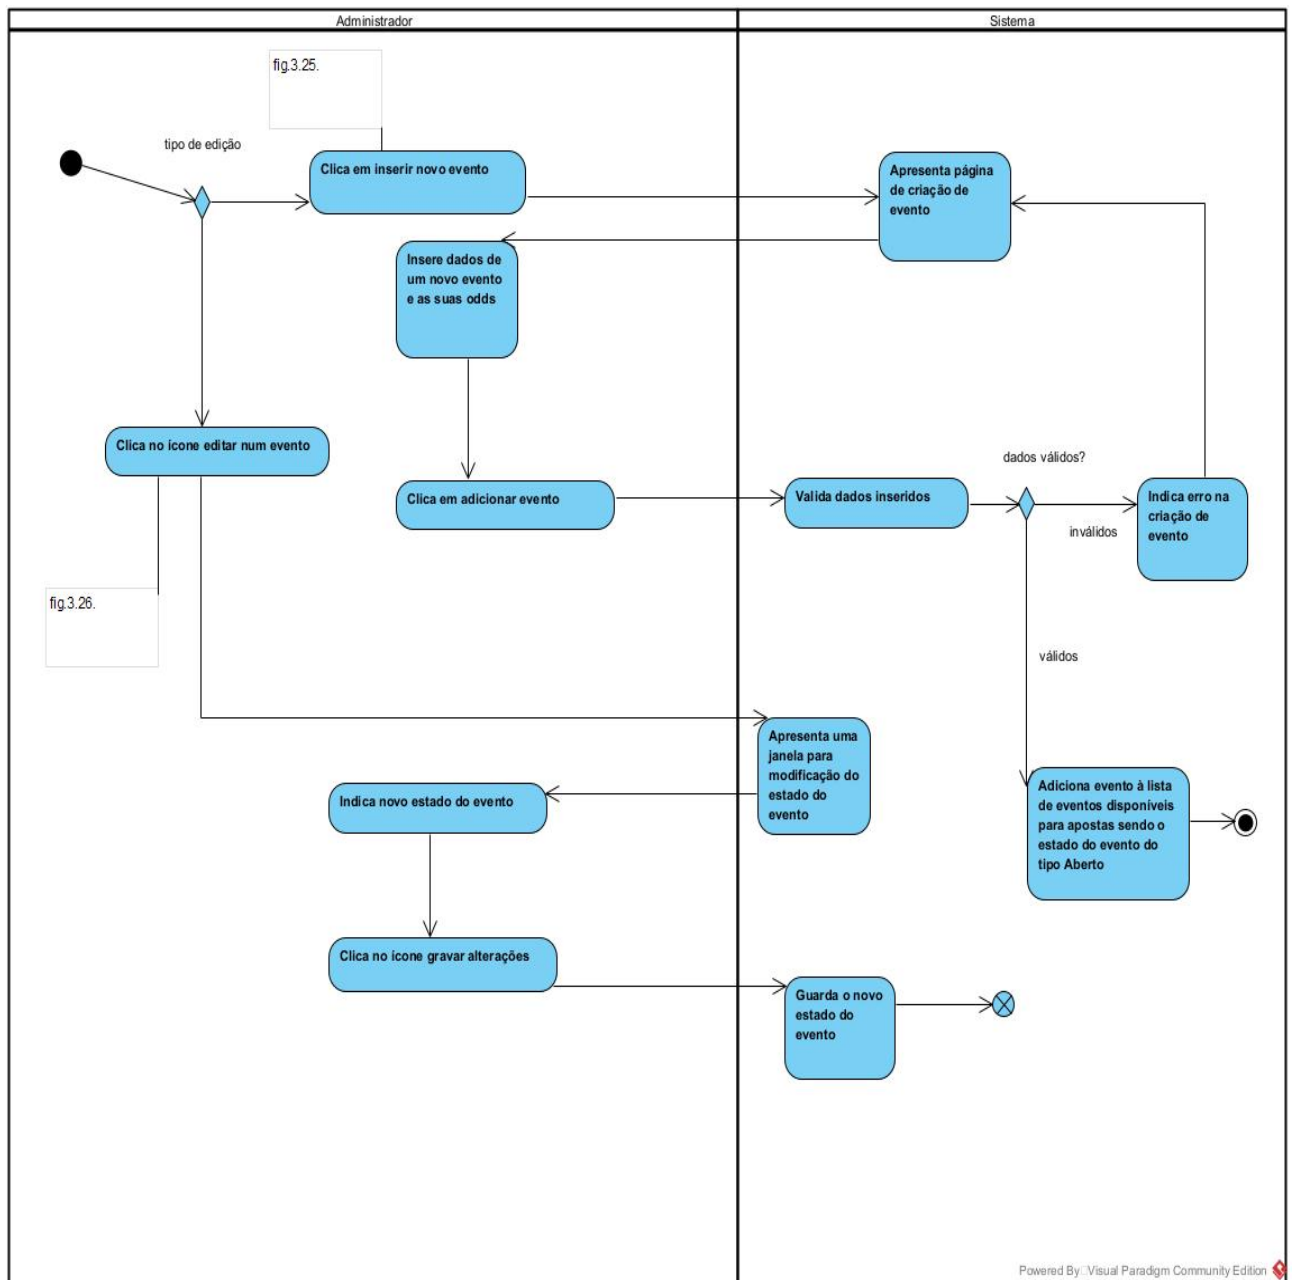 Administrador
Sistema
fig.3.25.
tipo de edição
Clica em inserir novo evento
Apresenta página
de criação de
evento
Insere dados de
um novo evento
e as suas odds
Clica no ícone editar num evento
dados válidos?
Clica em adicionar evento
Valida dados inseridos
Indica erro na
criação de
evento
inválidos
fig.3.26.
válidos
Apresenta uma
janela para
modificação do
estado do
evento
Indica novo estado do evento
Adiciona evento à lista
de eventos disponíveis
para apostas sendo o
estado do evento do
tipo Aberto
Clica no ícone gravar alterações
Guarda o novo
estado do
evento
Powered By Visual Paradigm Community Edition